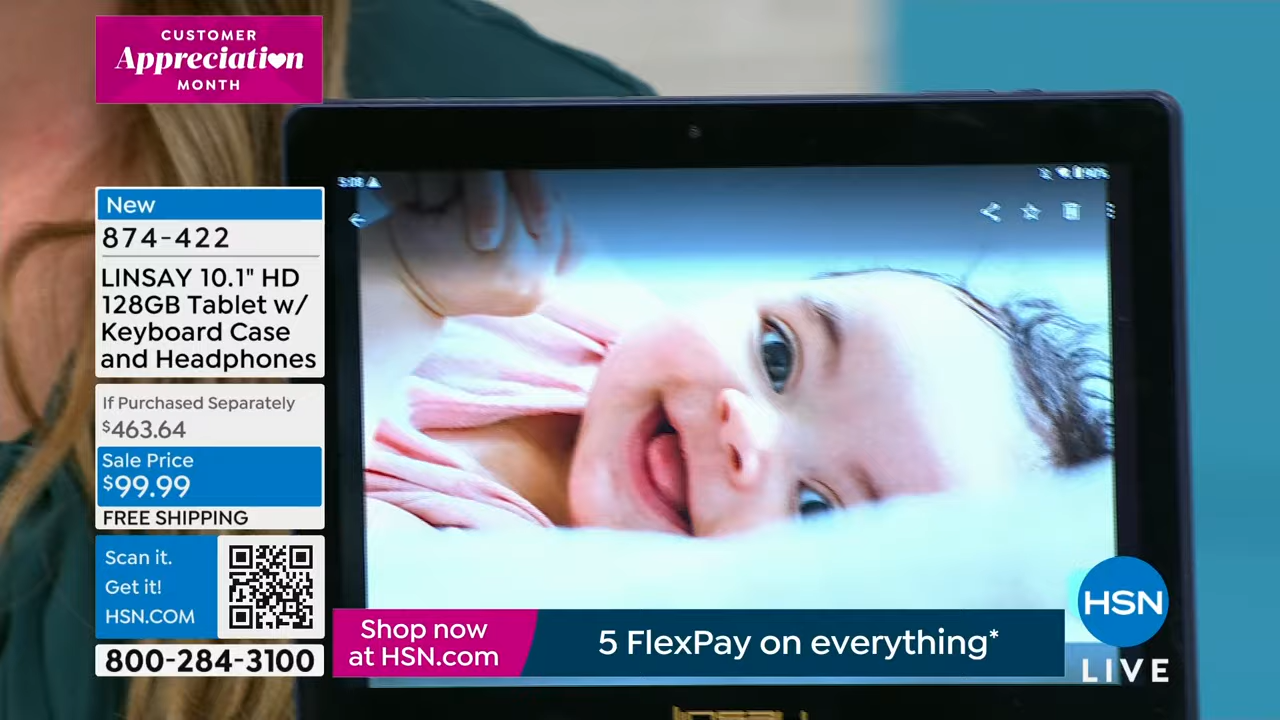 CUSTOMER
Appreciation
MONTH
New
874-422
LINSAY 10.1" HD
128GB Tablet w/
Keyboard Case
and Headphones
If Purchased Separately
$463.64
Sale Price
$99.99
FREE SHIPPING
Scan it.
Get it!
HSN.COM
800-284-3100
Shop now
at HSN.com
5 FlexPay on everything*
HSN
LIVE